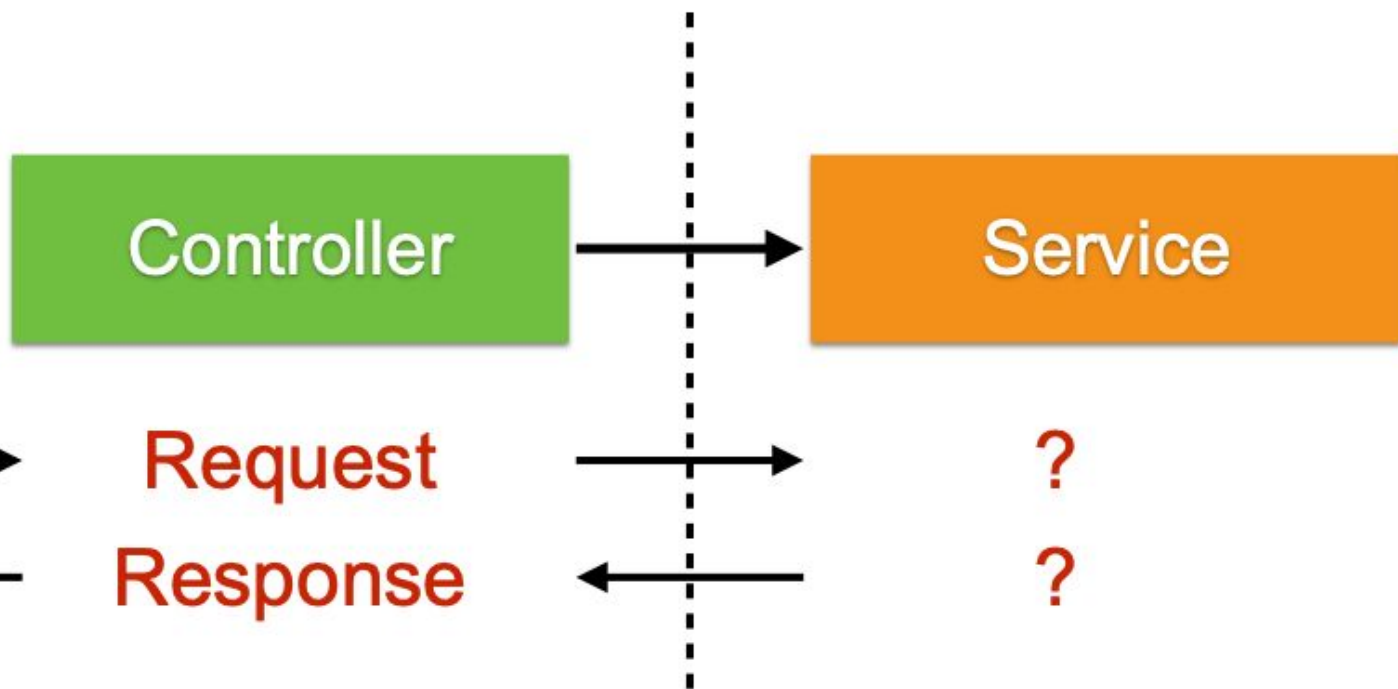 Controller
Service
Request
?
Response
?